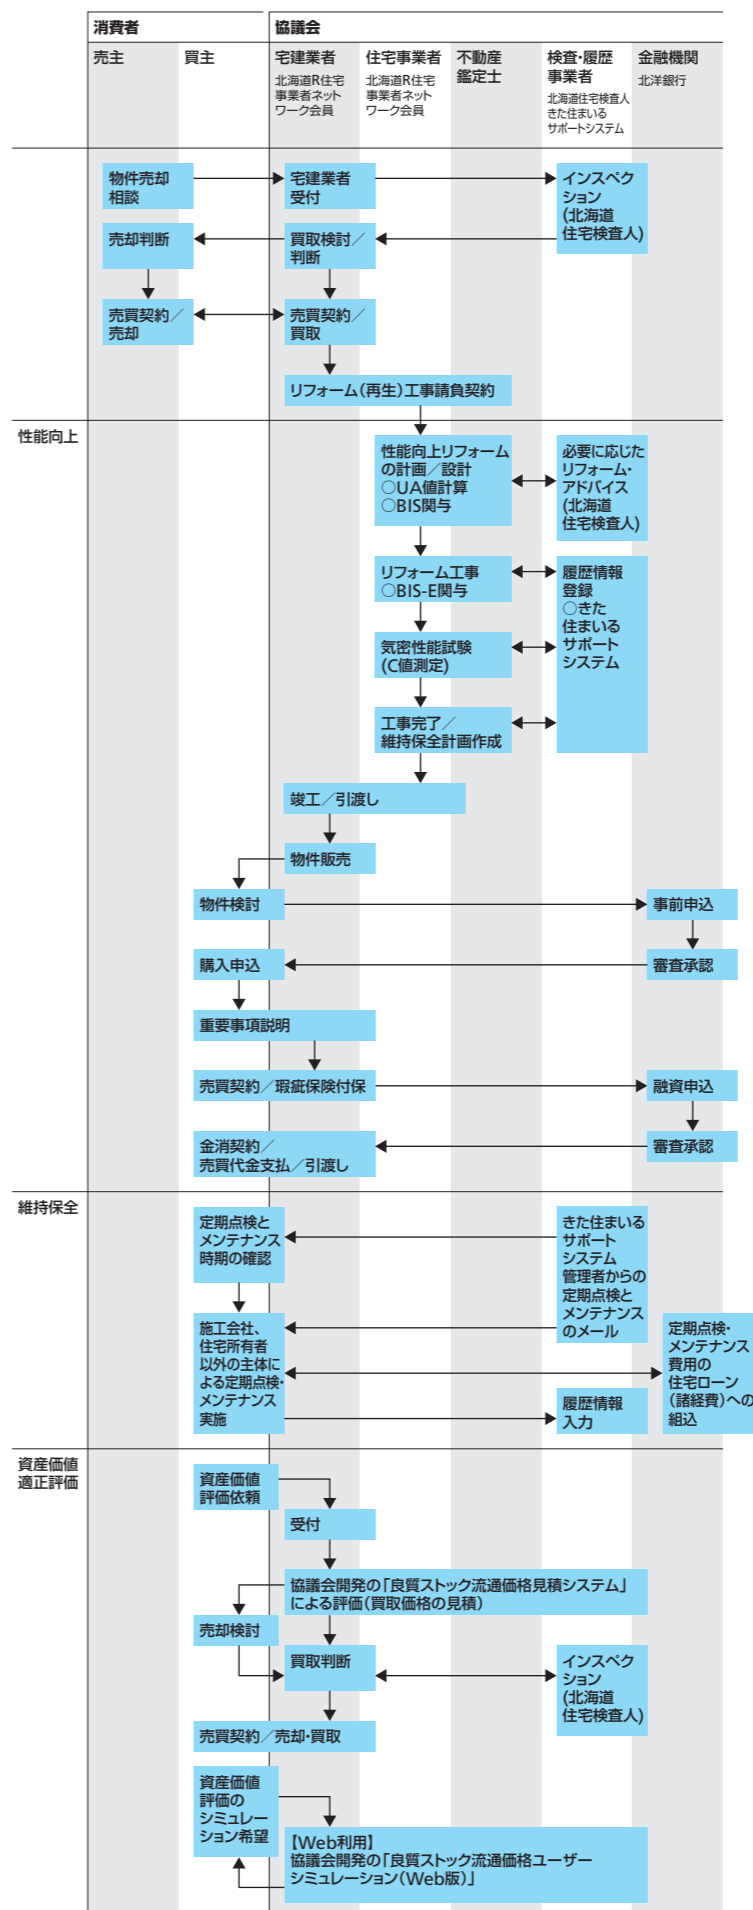 消費者
協議会
売主
買主
宅建業者
北海道R住宅
事業者ネット
ワーク会員
住宅事業者
北海道R住宅
事業者ネット
ワーク会員
不動産
鑑定士
検査・履歴
事業者
北海道住宅検査人
きた住まいる
サポートシステム
金融機関
北洋銀行
物件売却
相談
宅建業者
受付
インスペク
ション
(北海道
住宅検査人)
売却判断
買取検討／
判断
売買契約／
売却
売買契約／
買取
リフォーム(再生)工事請負契約
性能向上
性能向上リフォーム
の計画／設計
○UA値計算
○BIS関与
必要に応じた
リフォーム・
アドバイス
(北海道
住宅検査人)
リフォーム工事
○BIS-E関与
履歴情報
登録
○きた
住まいる
サポート
システム
気密性能試験
(C値測定)
工事完了／
維持保全計画作成
竣工／引渡し
物件販売
物件検討
事前申込
購入申込
審査承認
重要事項説明
売買契約／瑕疵保険付保
融資申込
金消契約／
売買代金支払／引渡し
審査承認
維持保全
定期点検と
メンテナンス
時期の確認
きた住まいる
サポート
システム
管理者からの
定期点検と
メンテナンス
のメール
施工会社、
住宅所有者
以外の主体に
よる定期点検・
メンテナンス
実施
定期点検・
メンテナンス
費用の
住宅ローン
(諸経費)への
組込
履歴情報
入力
資産価値
適正評価
資産価値
評価依頼
受付
協議会開発の「良質ストック流通価格見積システム」
による評価(買取価格の見積)
売却検討
買取判断
インスペク
ション
(北海道
住宅検査人)
売買契約／売却・買取
資産価値
評価の
シミュレー
ション希望
【Web利用】
協議会開発の「良質ストック流通価格ユーザー
シミュレーション(Web版)」